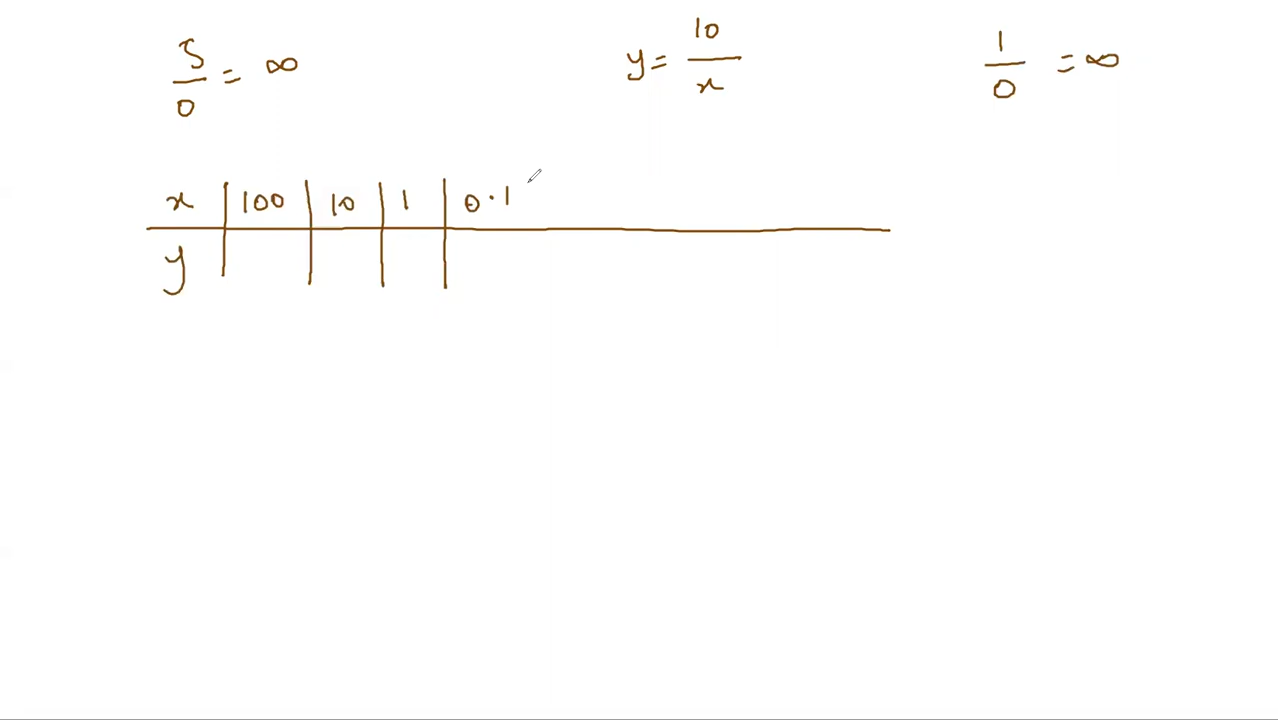 5/0 = ∞
y = 10/x
1/0 = ∞
x | 100 | 10 | 1 | 0.1
y